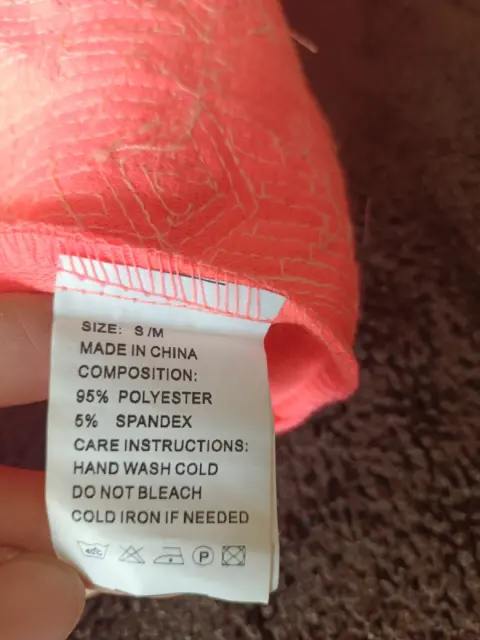 SIZE: S/M
MADE IN CHINA
COMPOSITION:
95% POLYESTER
5% SPANDEX
CARE INSTRUCTIONS:
HAND WASH COLD
DO NOT BLEACH
COLD IRON IF NEEDED
40°C P